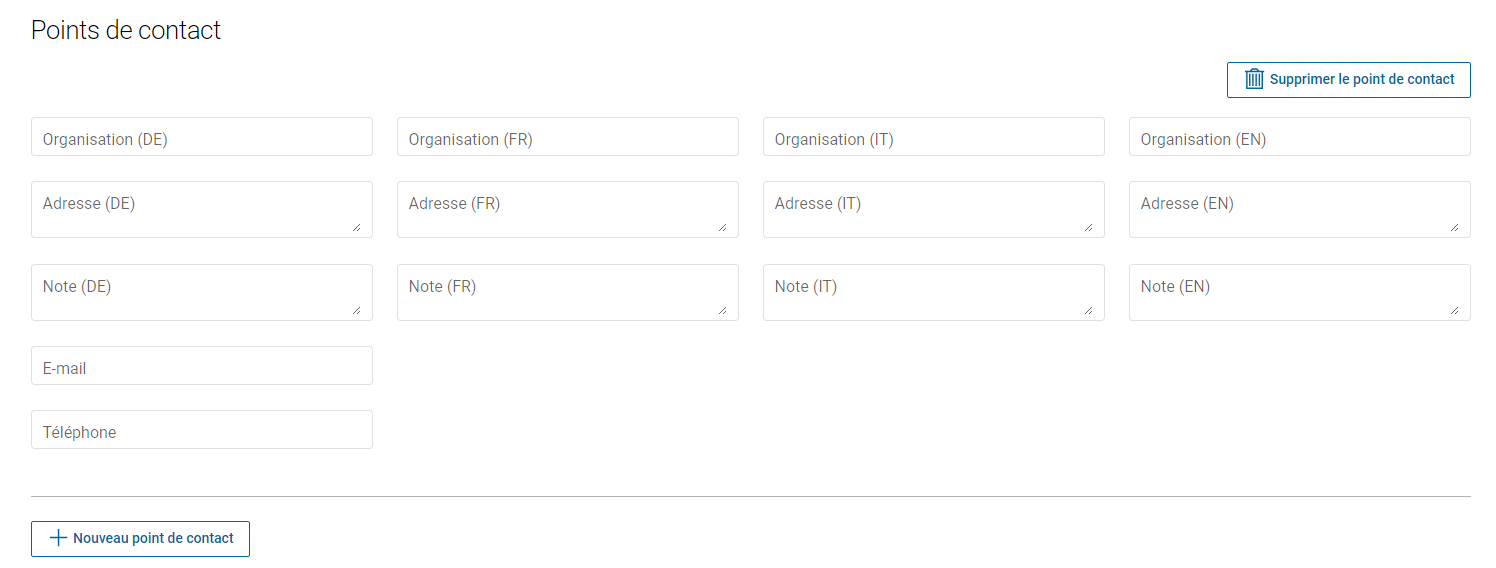 Points de contact
Supprimer le point de contact
Organisation (DE) Organisation (FR) Organisation (IT) Organisation (EN)
Adresse (DE) Adresse (FR) Adresse (IT) Adresse (EN)
Note (DE) Note (FR) Note (IT) Note (EN)
E-mail
Téléphone
Nouveau point de contact